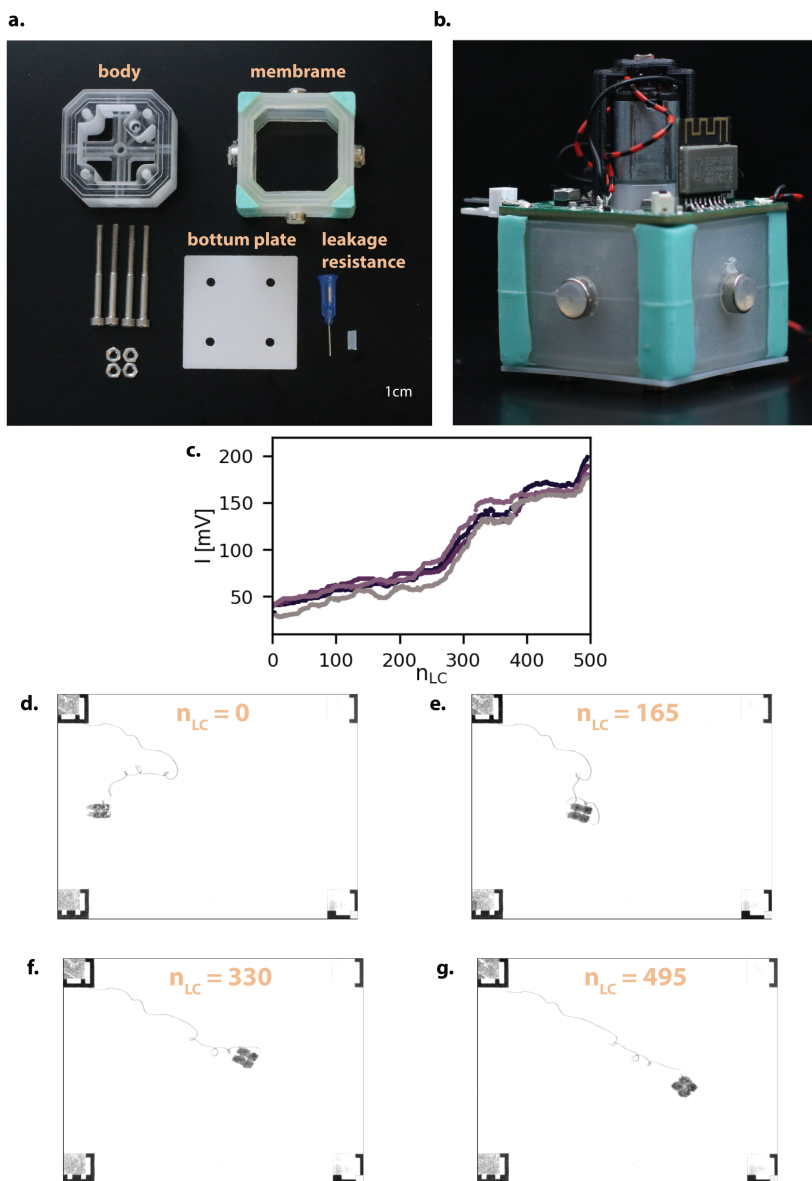 a.
body
membrame
bottum plate
leakage
resistance
1cm
b.
c.
I [mV]
200
150
100
50
0
100
200
300
400
500
n_LC
d.
n_LC = 0
e.
n_LC = 165
f.
n_LC = 330
g.
n_LC = 495